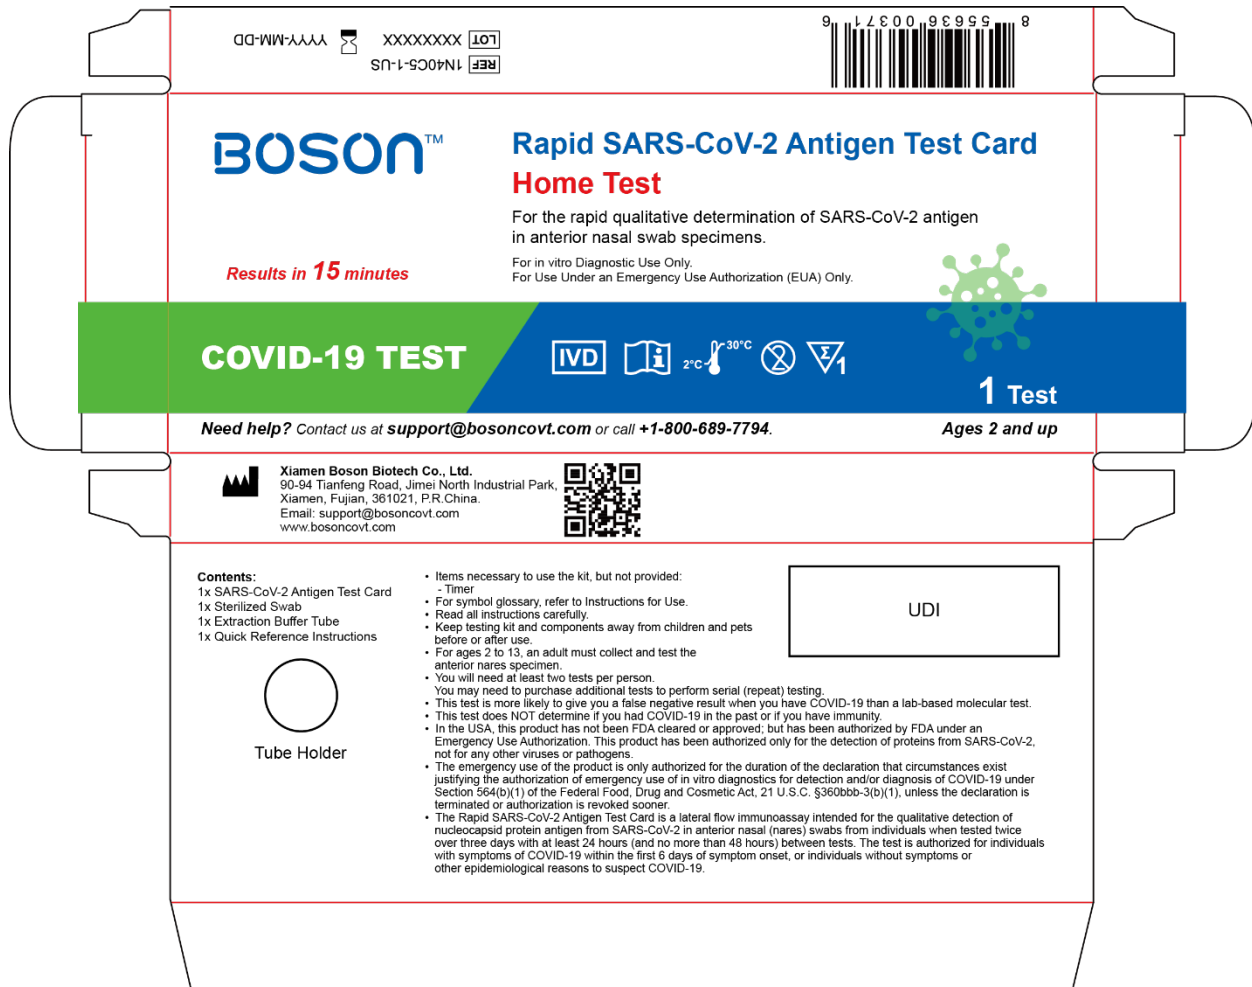 8 55636 00371 9
REF 1N40C5-1-US
LOT XXXXXXXX YYYY-MM-DD
BOSON™
Rapid SARS-CoV-2 Antigen Test Card
Home Test
For the rapid qualitative determination of SARS-CoV-2 antigen
in anterior nasal swab specimens.
For in vitro Diagnostic Use Only.
For Use Under an Emergency Use Authorization (EUA) Only.
Results in 15 minutes
COVID-19 TEST
IVD
2°C
30°C
2
Σ
1
1 Test
Need help? Contact us at support@bosoncovt.com or call +1-800-689-7794.
Ages 2 and up
Xiamen Boson Biotech Co., Ltd.
90-94 Tianfeng Road, Jimei North Industrial Park,
Xiamen, Fujian, 361021, P.R.China.
Email: support@bosoncovt.com
www.bosoncovt.com
Contents:
1x SARS-CoV-2 Antigen Test Card
1x Sterilized Swab
1x Extraction Buffer Tube
1x Quick Reference Instructions
Tube Holder
• Items necessary to use the kit, but not provided:
- Timer
• For symbol glossary, refer to Instructions for Use.
• Read all instructions carefully.
• Keep testing kit and components away from children and pets
before or after use.
• For ages 2 to 13, an adult must collect and test the
anterior nares specimen.
• You will need at least two tests per person.
You may need to purchase additional tests to perform serial (repeat) testing.
• This test is more likely to give you a false negative result when you have COVID-19 than a lab-based molecular test.
• This test does NOT determine if you had COVID-19 in the past or if you have immunity.
• In the USA, this product has not been FDA cleared or approved; but has been authorized by FDA under an
Emergency Use Authorization. This product has been authorized only for the detection of proteins from SARS-CoV-2,
not for any other viruses or pathogens.
• The emergency use of the product is only authorized for the duration of the declaration that circumstances exist
justifying the authorization of emergency use of in vitro diagnostics for detection and/or diagnosis of COVID-19 under
Section 564(b)(1) of the Federal Food, Drug and Cosmetic Act, 21 U.S.C. §360bbb-3(b)(1), unless the declaration is
terminated or authorization is revoked sooner.
• The Rapid SARS-CoV-2 Antigen Test Card is a lateral flow immunoassay intended for the qualitative detection of
nucleocapsid protein antigen from SARS-CoV-2 in anterior nasal (nares) swabs from individuals when tested twice
over three days with at least 24 hours (and no more than 48 hours) between tests. The test is authorized for individuals
with symptoms of COVID-19 within the first 6 days of symptom onset, or individuals without symptoms or
other epidemiological reasons to suspect COVID-19.
UDI